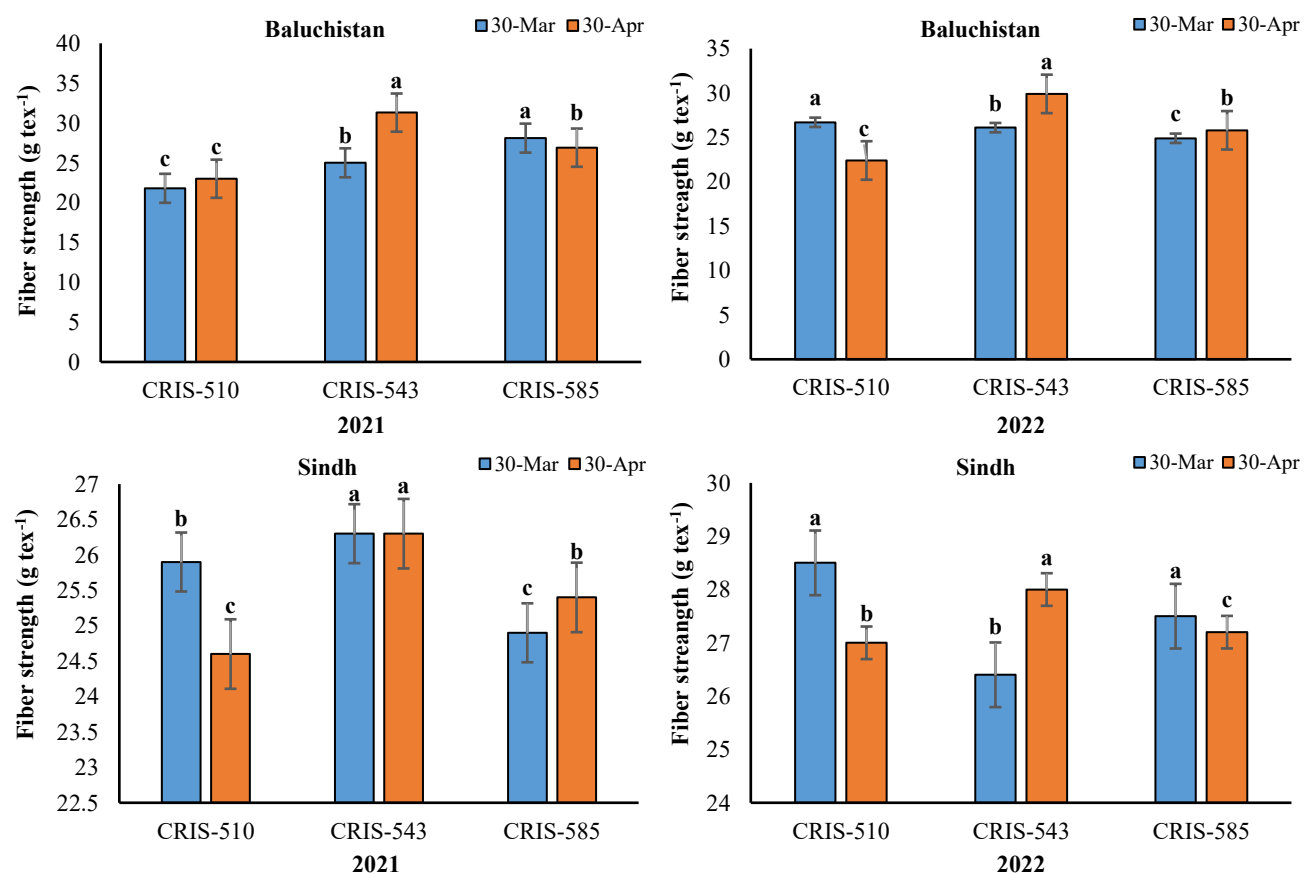 Baluchistan 30-Mar 30-Apr
Fiber strength (g tex-1)
40
35
30
25
20
15
10
5
0
c c b a a b
CRIS-510 CRIS-543 CRIS-585
2021
Baluchistan 30-Mar 30-Apr
Fiber streagth (g tex-1)
35
30
25
20
15
10
5
0
a c b a c b
CRIS-510 CRIS-543 CRIS-585
2022
Sindh 30-Mar 30-Apr
Fiber strength (g tex-1)
27
26.5
26
25.5
25
24.5
24
23.5
23
22.5
b c a a c b
CRIS-510 CRIS-543 CRIS-585
2021
Sindh 30-Mar 30-Apr
Fiber streangth (g tex-1)
30
29
28
27
26
25
24
a b b a a c
CRIS-510 CRIS-543 CRIS-585
2022